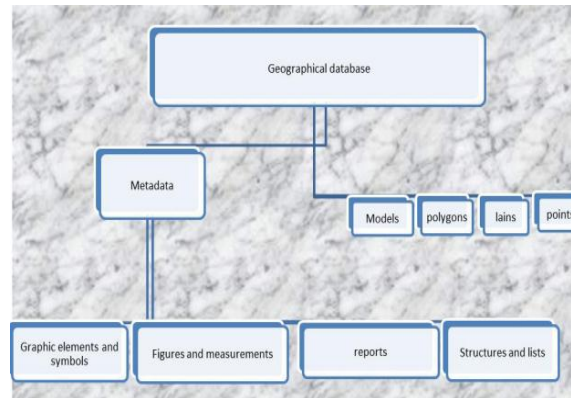 Geographical database
Metadata
Models
polygons
lains
points
Graphic elements and
symbols
Figures and measurements
reports
Structures and lists